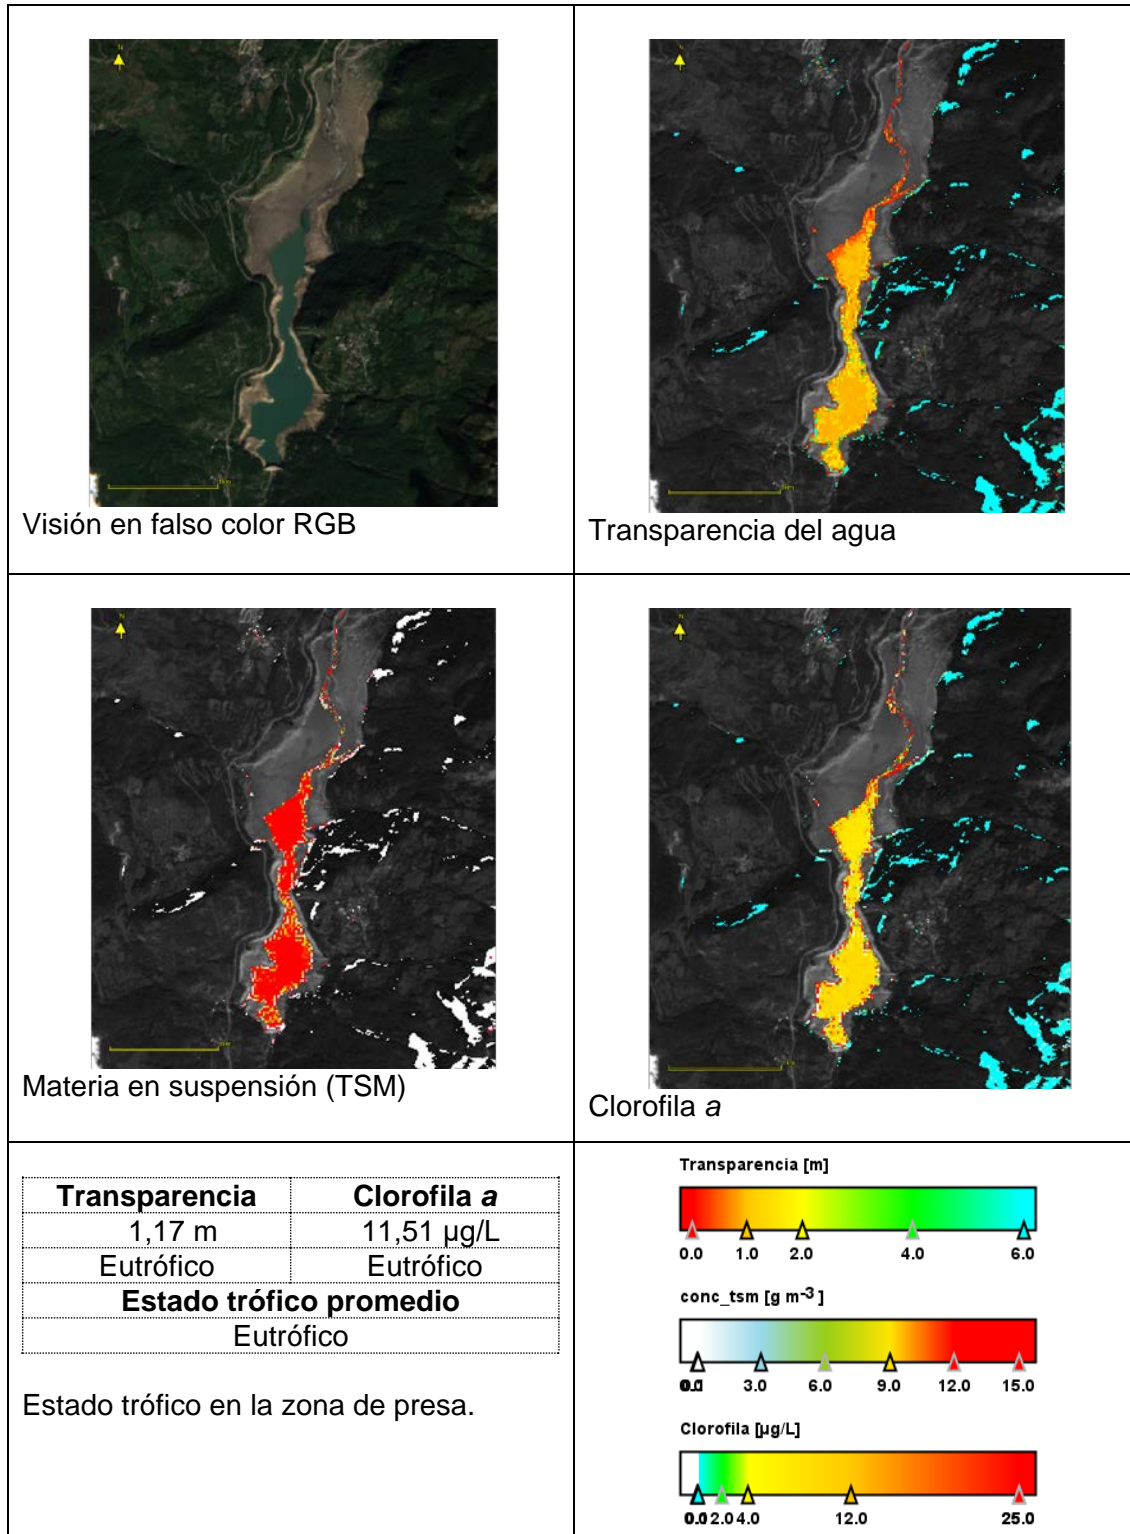 N
Visión en falso color RGB
N
Transparencia del agua
N
Materia en suspensión (TSM)
N
Clorofila a
Transparencia Clorofila a
1,17 m 11,51 µg/L
Eutrófico Eutrófico
Estado trófico promedio
Eutrófico
Estado trófico en la zona de presa.
Transparencia [m]
0.0 1.0 2.0 4.0 6.0
conc_tsm [g m-3]
3.0 6.0 9.0 12.0 15.0
Clorofila [µg/L]
2.0 4.0 12.0 25.0